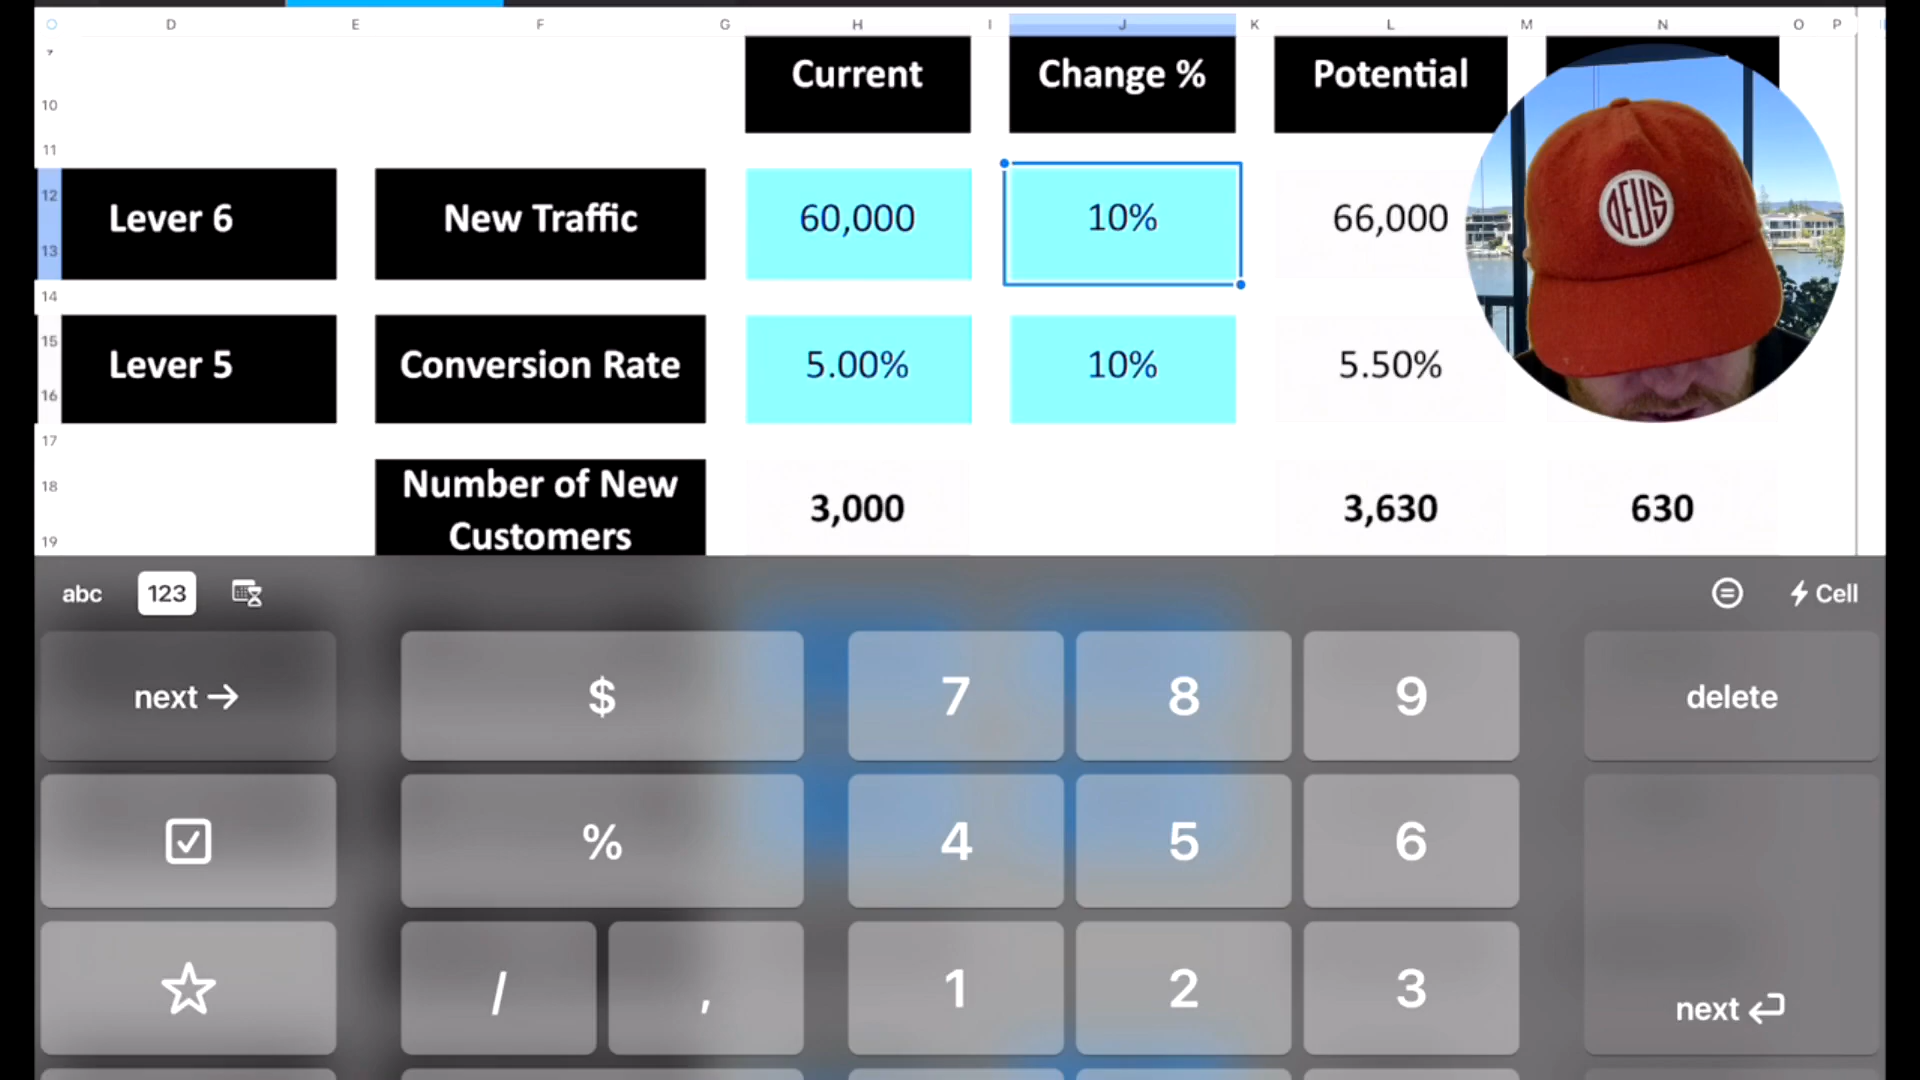 D E F G H I J K L M N O P
Current Change % Potential
10
11
12
Lever 6 New Traffic 60,000 10% 66,000
13
DEUS
14
15
Lever 5 Conversion Rate 5.00% 10% 5.50%
16
17
18
Number of New
Customers
3,000 3,630 630
19
abc 123 Cell
next → $ 7 8 9 delete
% 4 5 6
/ , 1 2 3
next